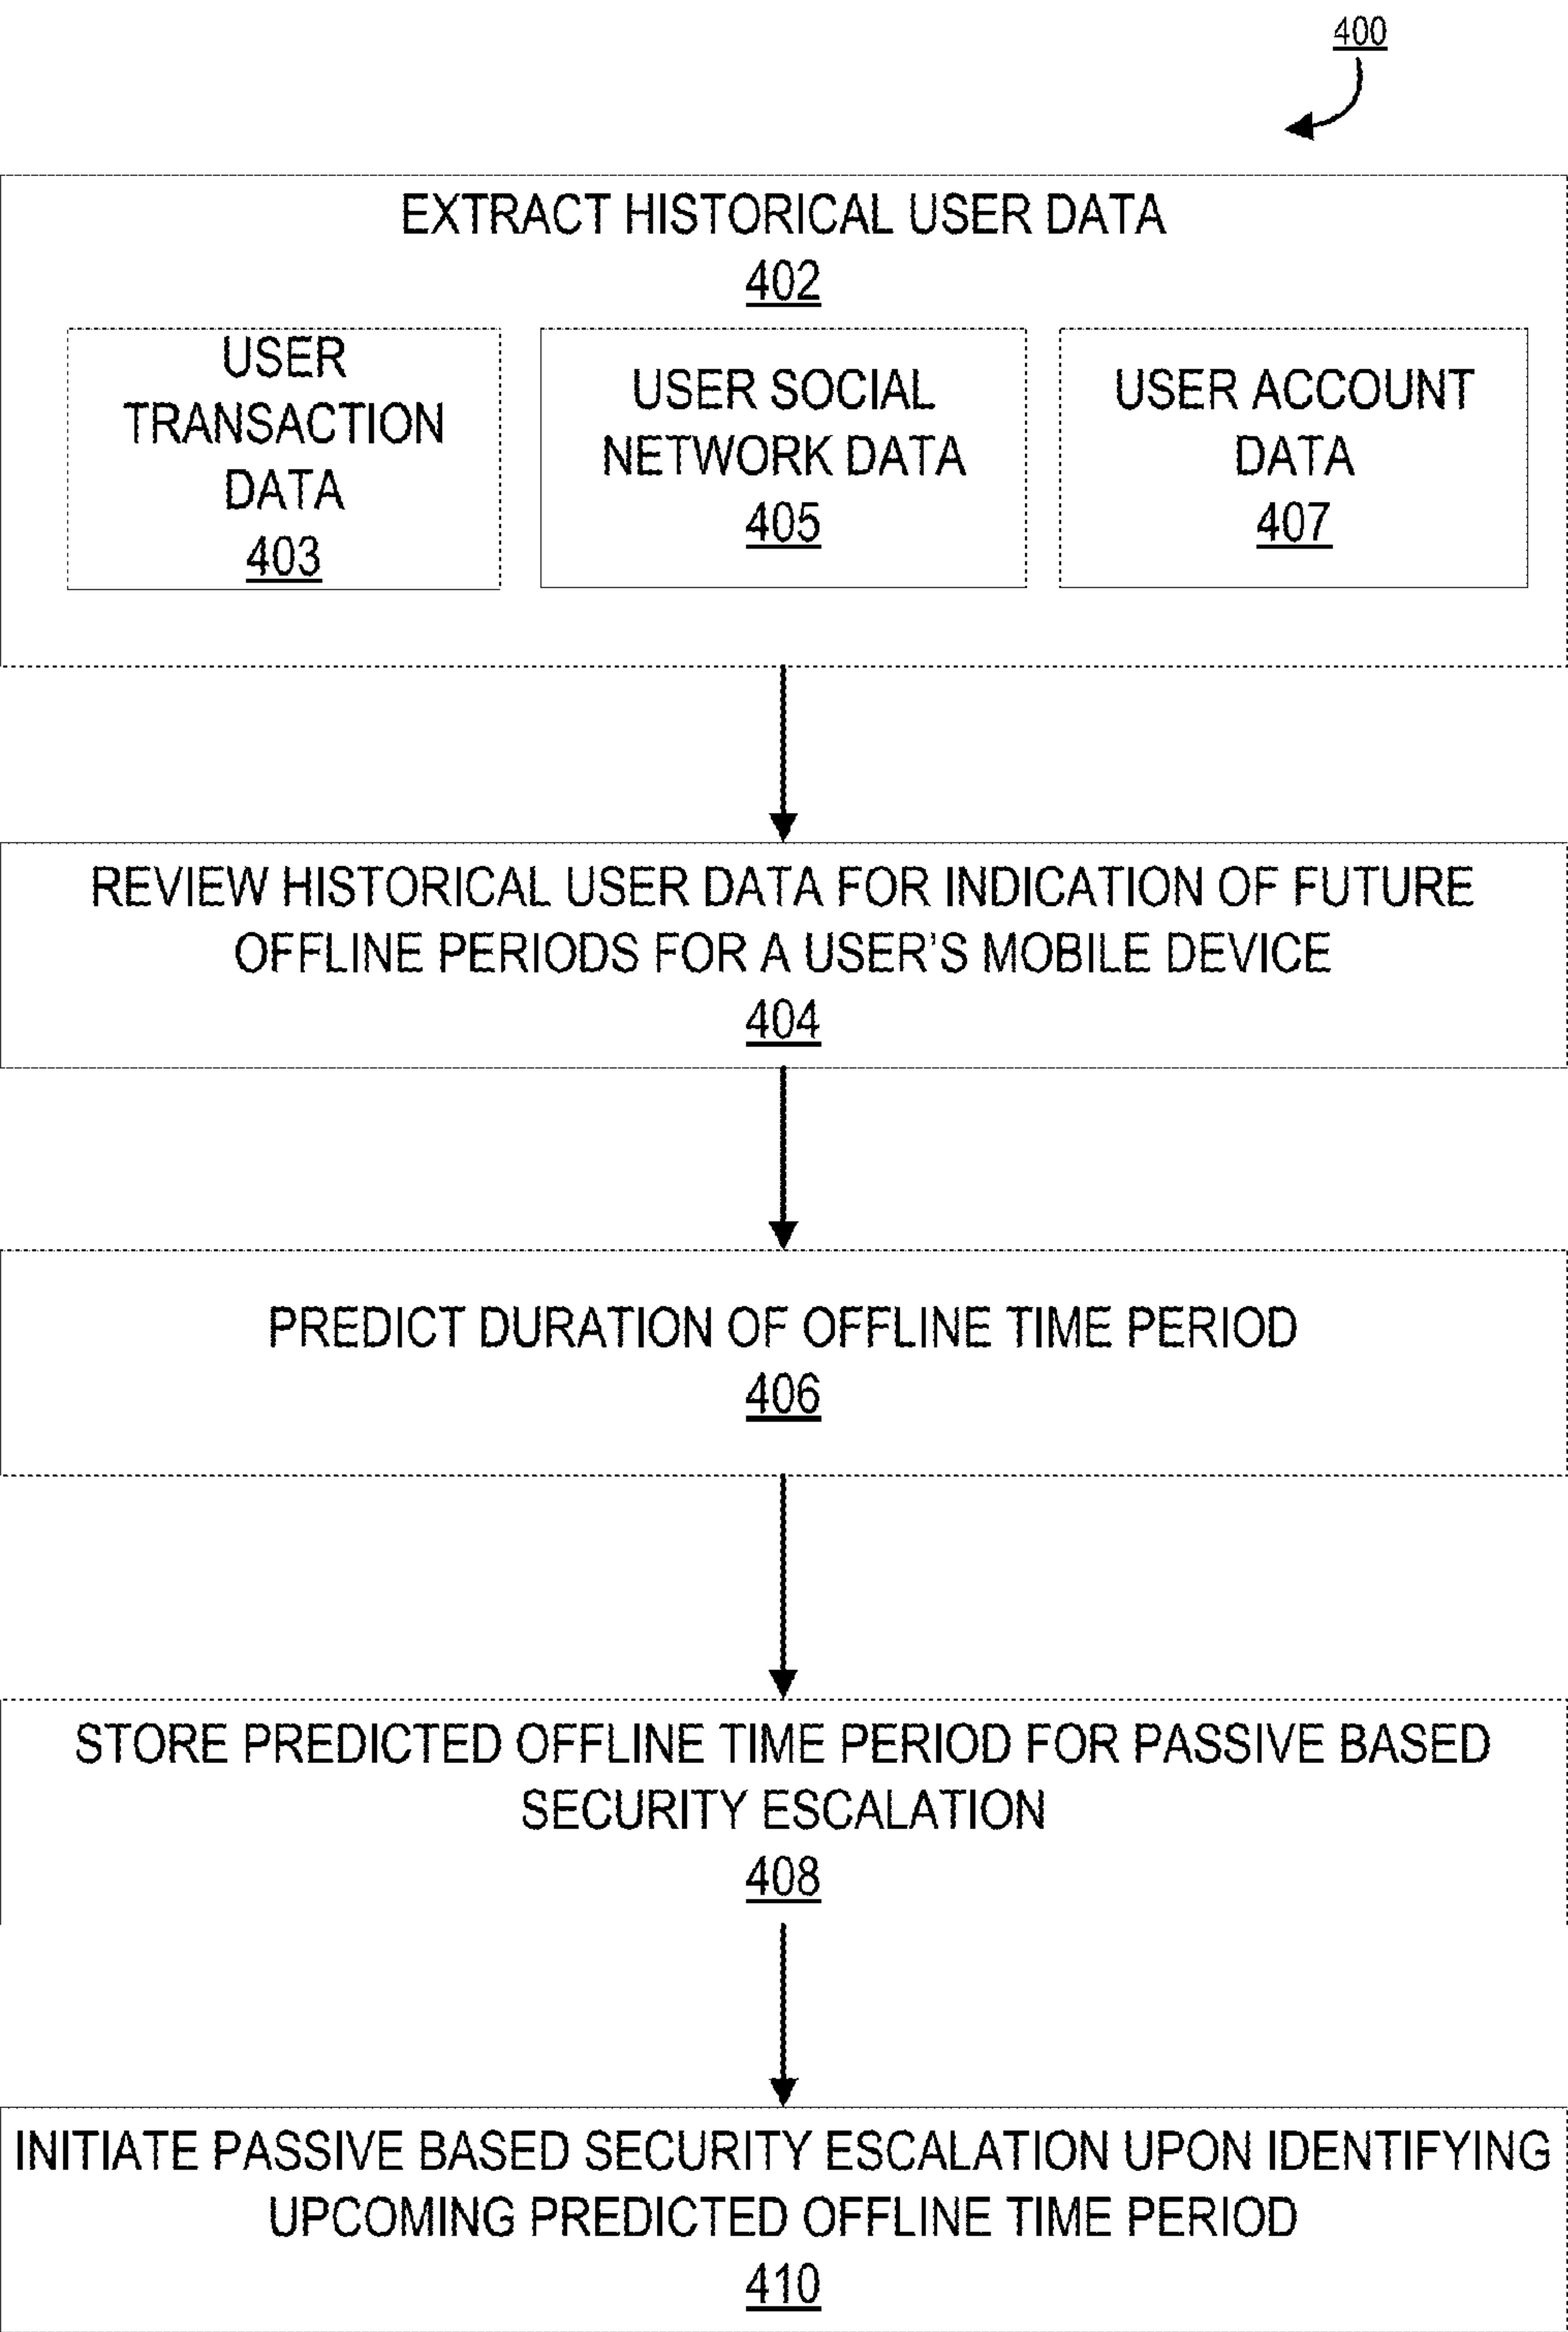 400
EXTRACT HISTORICAL USER DATA
402
USER
TRANSACTION
DATA
403
USER SOCIAL
NETWORK DATA
405
USER ACCOUNT
DATA
407
REVIEW HISTORICAL USER DATA FOR INDICATION OF FUTURE
OFFLINE PERIODS FOR A USER'S MOBILE DEVICE
404
PREDICT DURATION OF OFFLINE TIME PERIOD
406
STORE PREDICTED OFFLINE TIME PERIOD FOR PASSIVE BASED
SECURITY ESCALATION
408
INITIATE PASSIVE BASED SECURITY ESCALATION UPON IDENTIFYING
UPCOMING PREDICTED OFFLINE TIME PERIOD
410